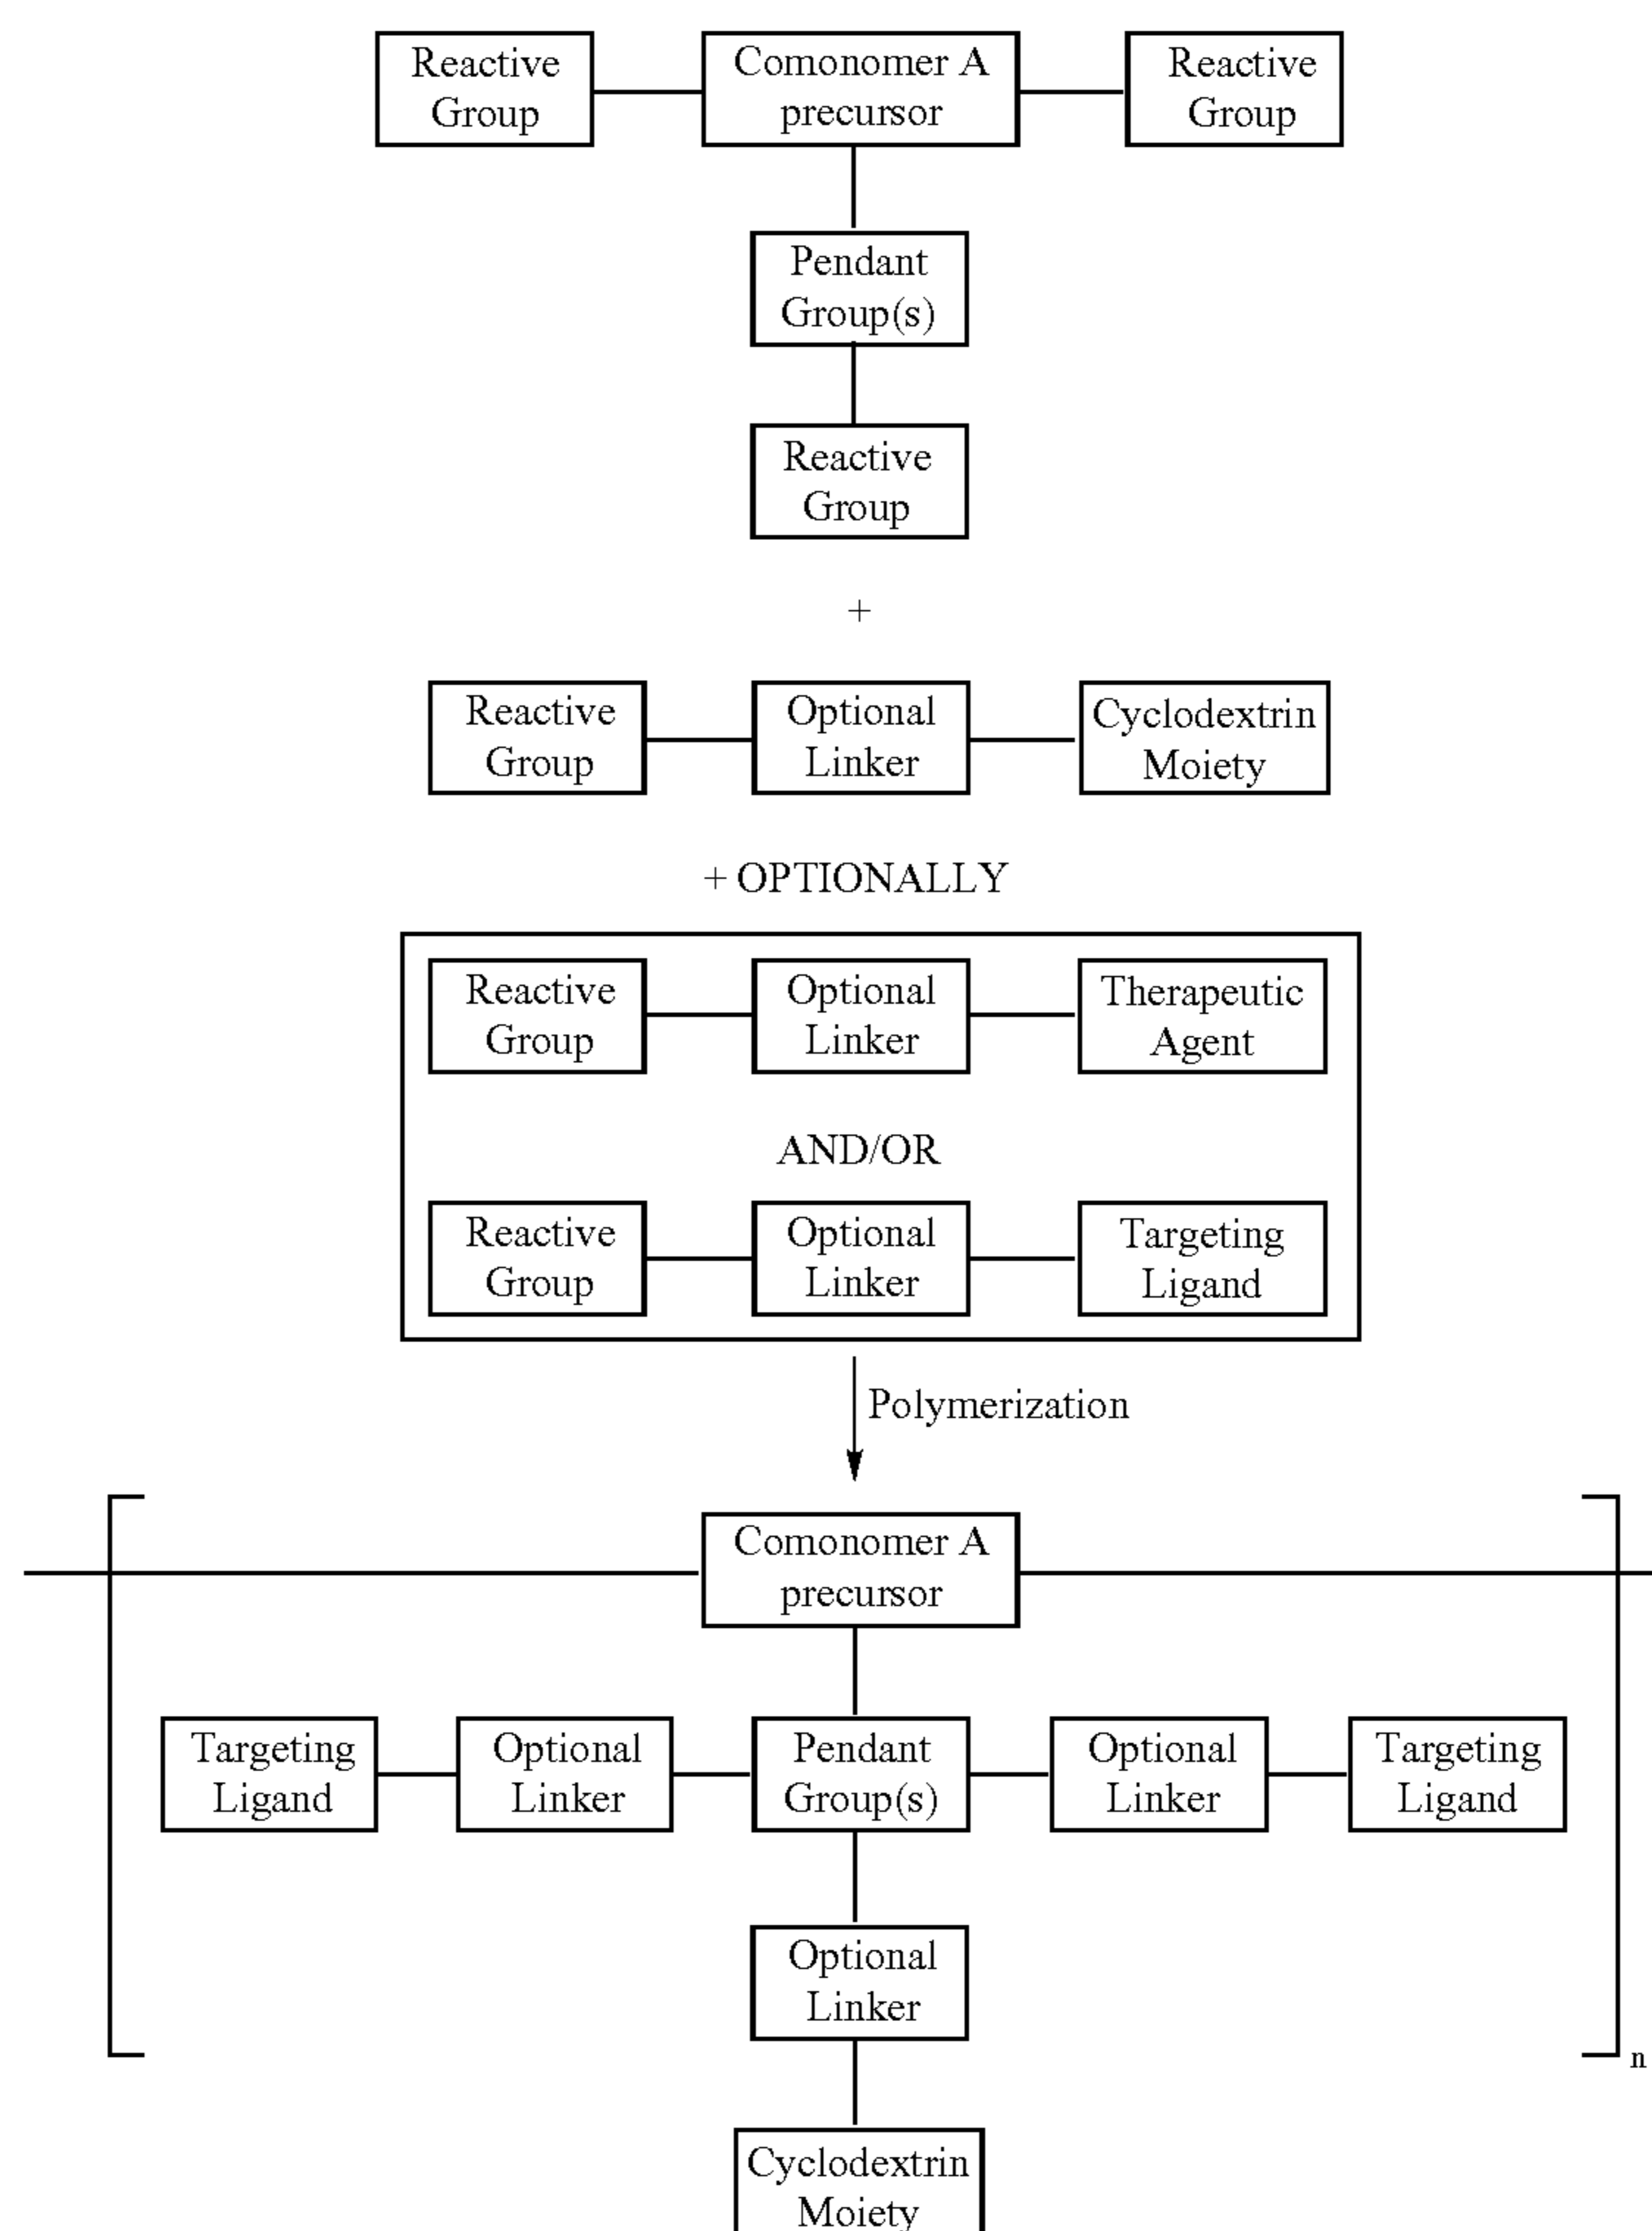 Reactive
Group
Comonomer A
precursor
Reactive
Group
Pendant
Group(s)
Reactive
Group
+
Reactive
Group
Optional
Linker
Cyclodextrin
Moiety
+ OPTIONALLY
Reactive
Group
Optional
Linker
Therapeutic
Agent
AND/OR
Reactive
Group
Optional
Linker
Targeting
Ligand
Polymerization
Comonomer A
precursor
Targeting
Ligand
Optional
Linker
Pendant
Group(s)
Optional
Linker
Targeting
Ligand
Optional
Linker
n
Cyclodextrin
Moiety